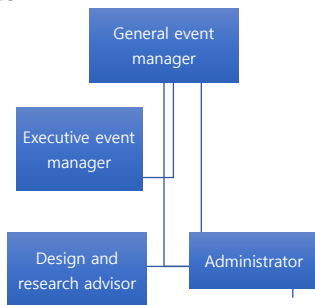 General event
manager
Executive event
manager
Design and
research advisor
Administrator